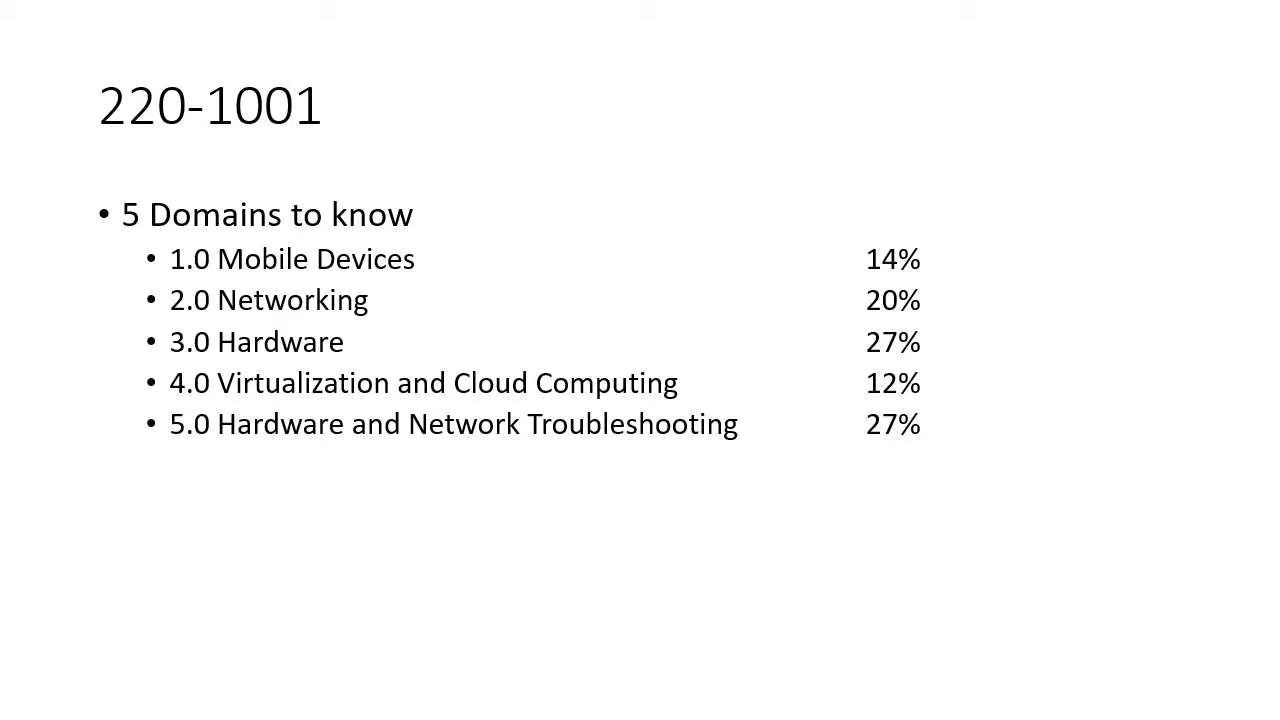 220-1001
• 5 Domains to know
• 1.0 Mobile Devices 14%
• 2.0 Networking 20%
• 3.0 Hardware 27%
• 4.0 Virtualization and Cloud Computing 12%
• 5.0 Hardware and Network Troubleshooting 27%